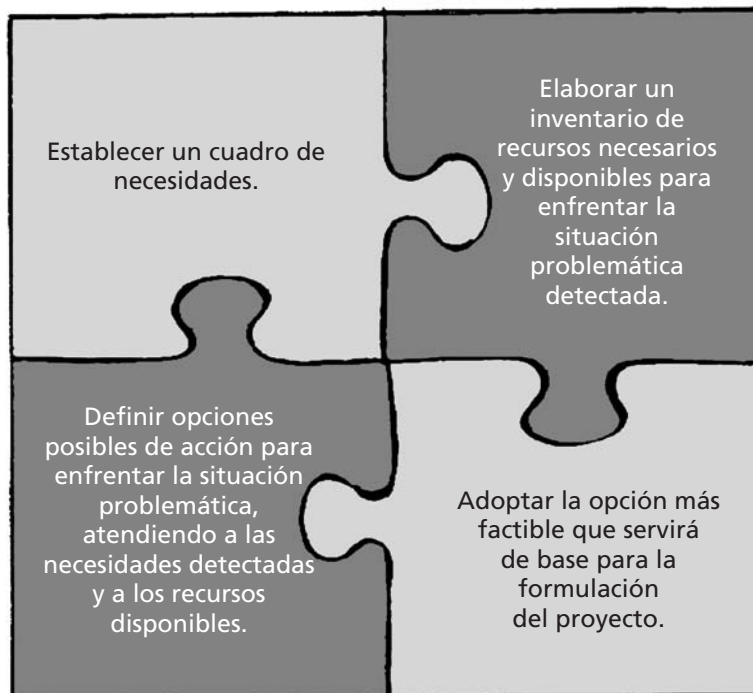 Establecer un cuadro de
necesidades.
Elaborar un
inventario de
recursos necesarios
y disponibles para
enfrentar la
situación
problemática
detectada.
Definir opciones
posibles de acción para
enfrentar la situación
problemática,
atendiendo a las
necesidades detectadas
y a los recursos
disponibles.
Adoptar la opción más
factible que servirá
de base para la
formulación
del proyecto.